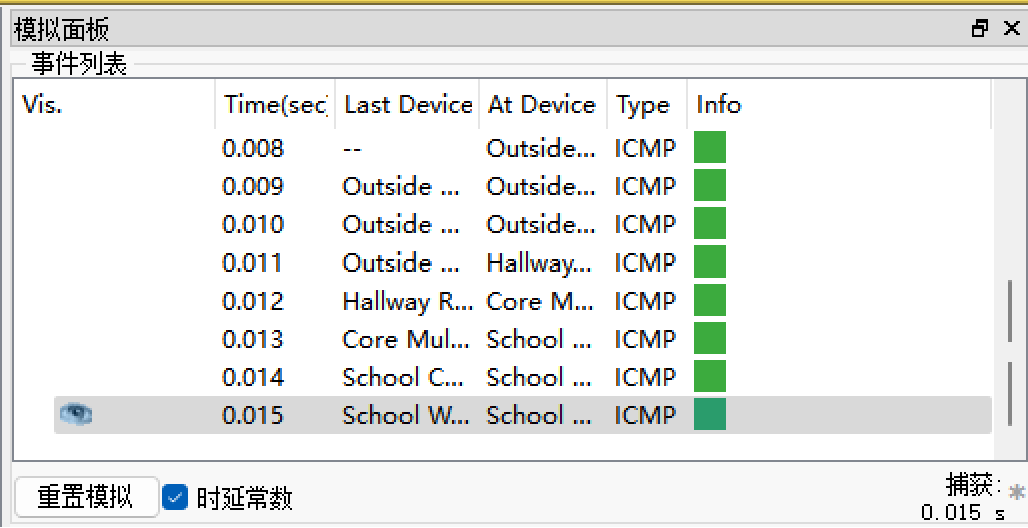 模拟面板
事件列表
Vis. Time(sec) Last Device At Device Type Info
0.008 -- Outside... ICMP
0.009 Outside ... Outside... ICMP
0.010 Outside ... Outside... ICMP
0.011 Outside ... Hallway... ICMP
0.012 Hallway R... Core M... ICMP
0.013 Core Mul... School ... ICMP
0.014 School C... School ... ICMP
0.015 School W... School ... ICMP
重置模拟 时延常数 捕获: *
0.015 s